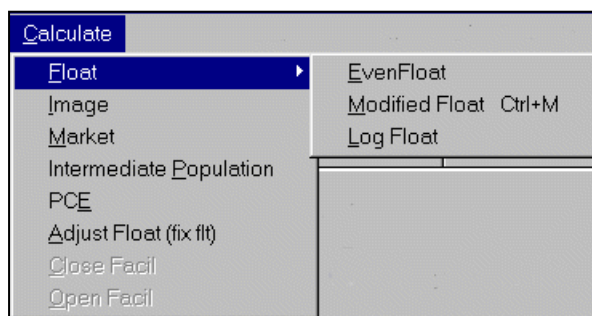 Calculate
Float
EvenFloat
Image
Modified Float Ctrl+M
Market
Log Float
Intermediate Population
PCE
Adjust Float (fix flt)
Close Facil
Open Facil